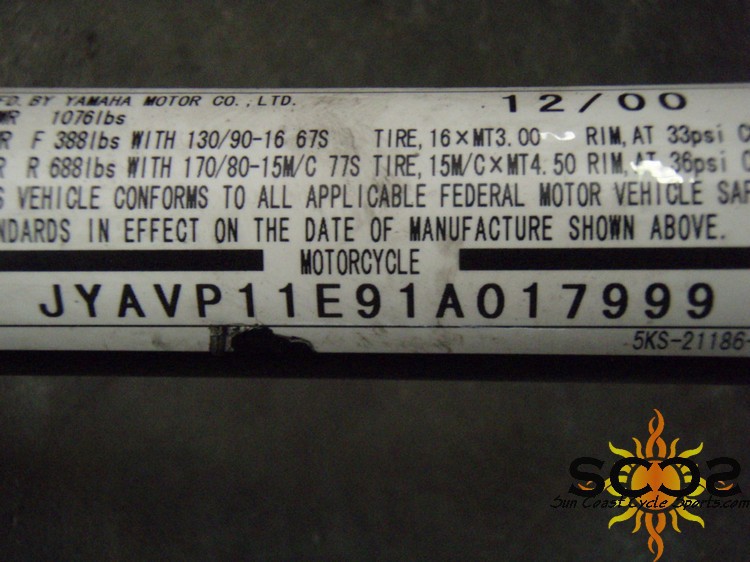 FD. BY YAMAHA MOTOR CO., LTD. 12/00
WR 1076lbs
R F 388lbs WITH 130/90-16 67S TIRE, 16×MT3.00 RIM, AT 33psi C
R R 688lbs WITH 170/80-15M/C 77S TIRE, 15M/C×MT4.50 RIM, AT 36psi C
S VEHICLE CONFORMS TO ALL APPLICABLE FEDERAL MOTOR VEHICLE SAF
NDARDS IN EFFECT ON THE DATE OF MANUFACTURE SHOWN ABOVE.
MOTORCYCLE
JYAVP11E91A017999
5KS-21186-
Sun Coast Cycle Sports.com